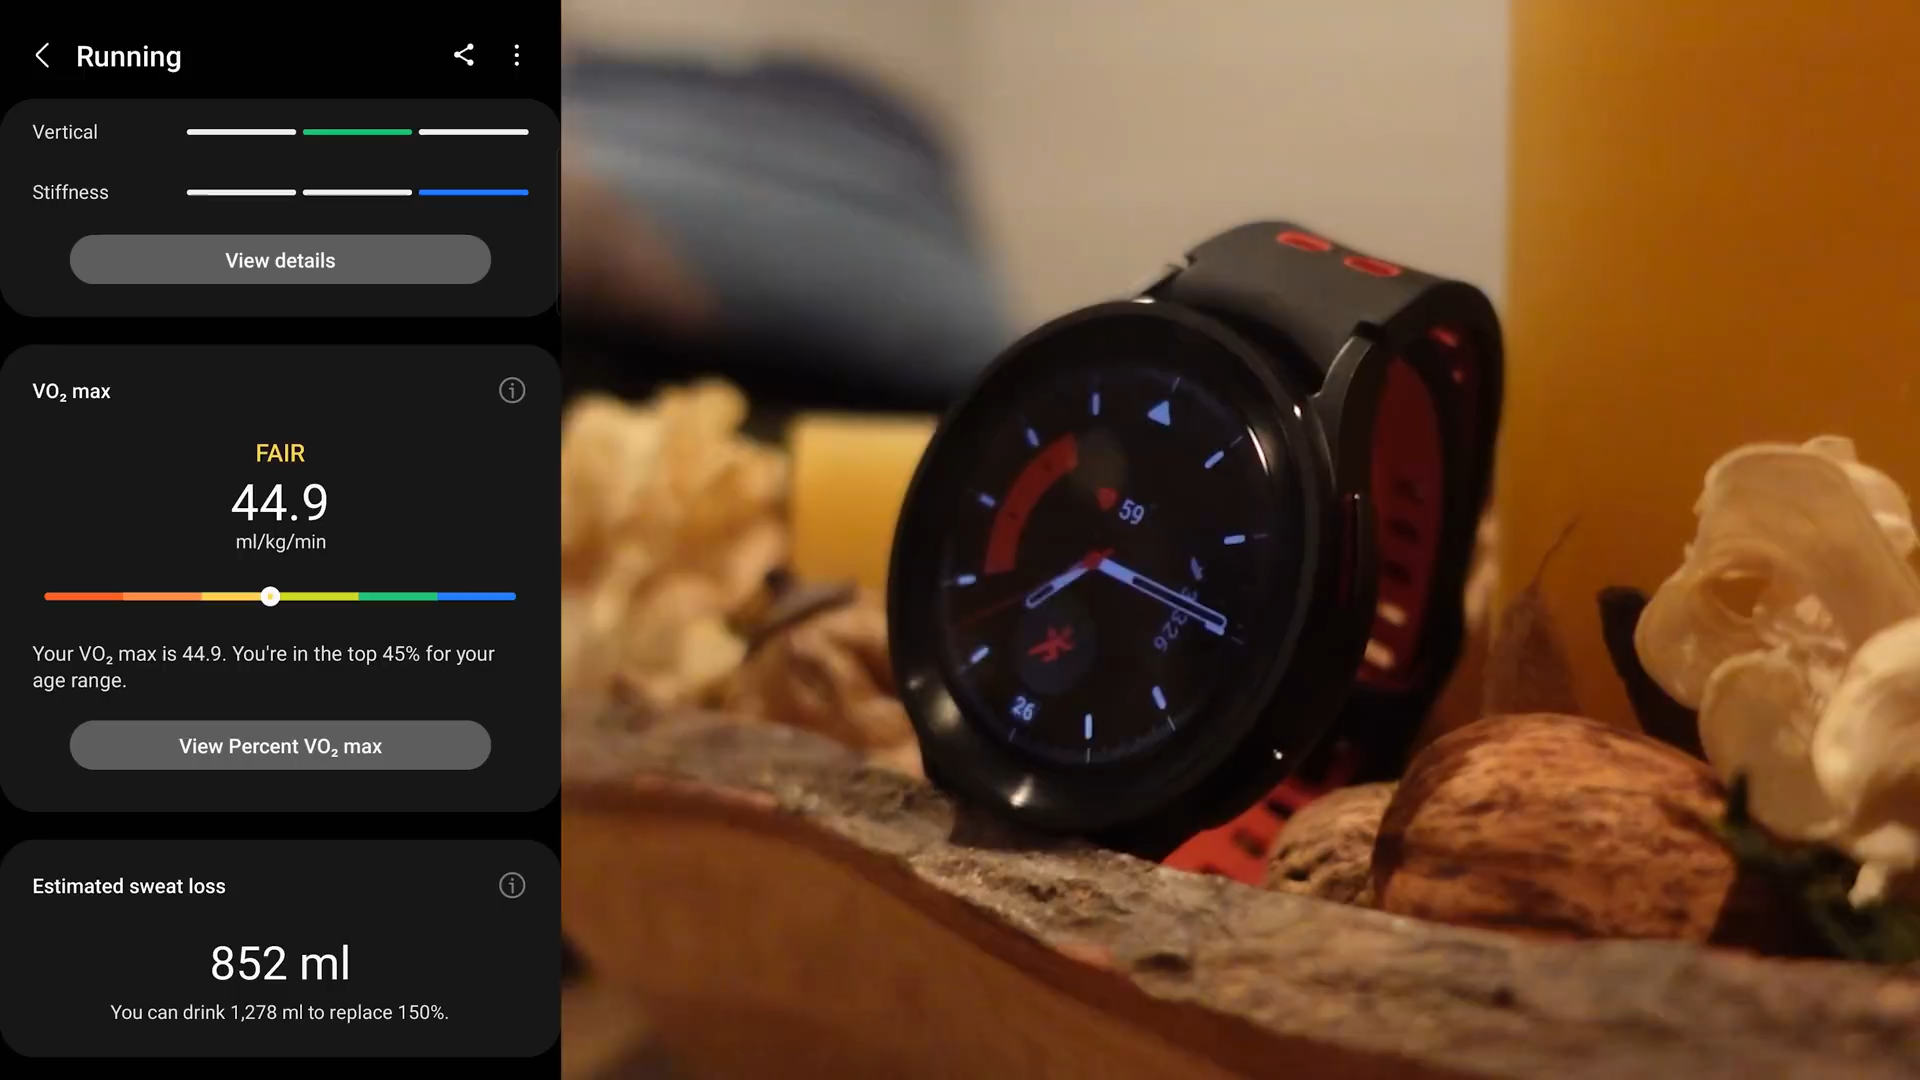 Running
Vertical
Stiffness
View details
VO₂ max
FAIR
44.9
ml/kg/min
Your VO₂ max is 44.9. You're in the top 45% for your
age range.
View Percent VO₂ max
Estimated sweat loss
852 ml
You can drink 1,278 ml to replace 150%.
59
26